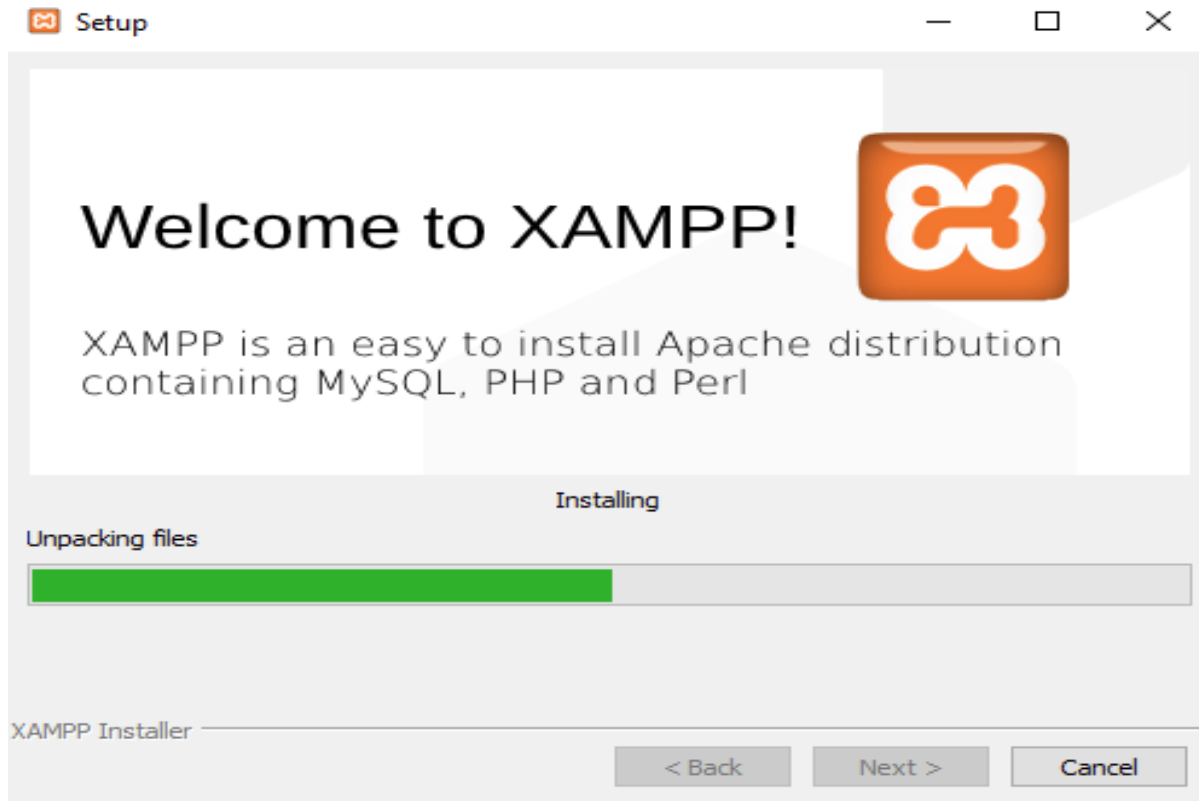 Setup
Welcome to XAMPP!
XAMPP is an easy to install Apache distribution
containing MySQL, PHP and Perl
Installing
Unpacking files
XAMPP Installer
< Back
Next >
Cancel